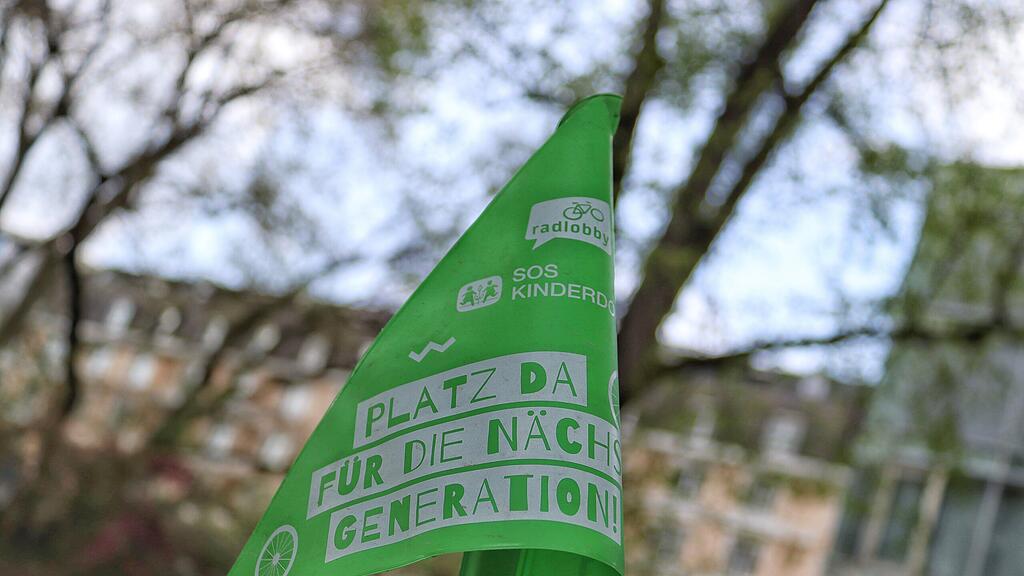 radlobby
SOS
KINDERDO
PLATZ DA
FÜR DIE NÄCHS
GENERATION!